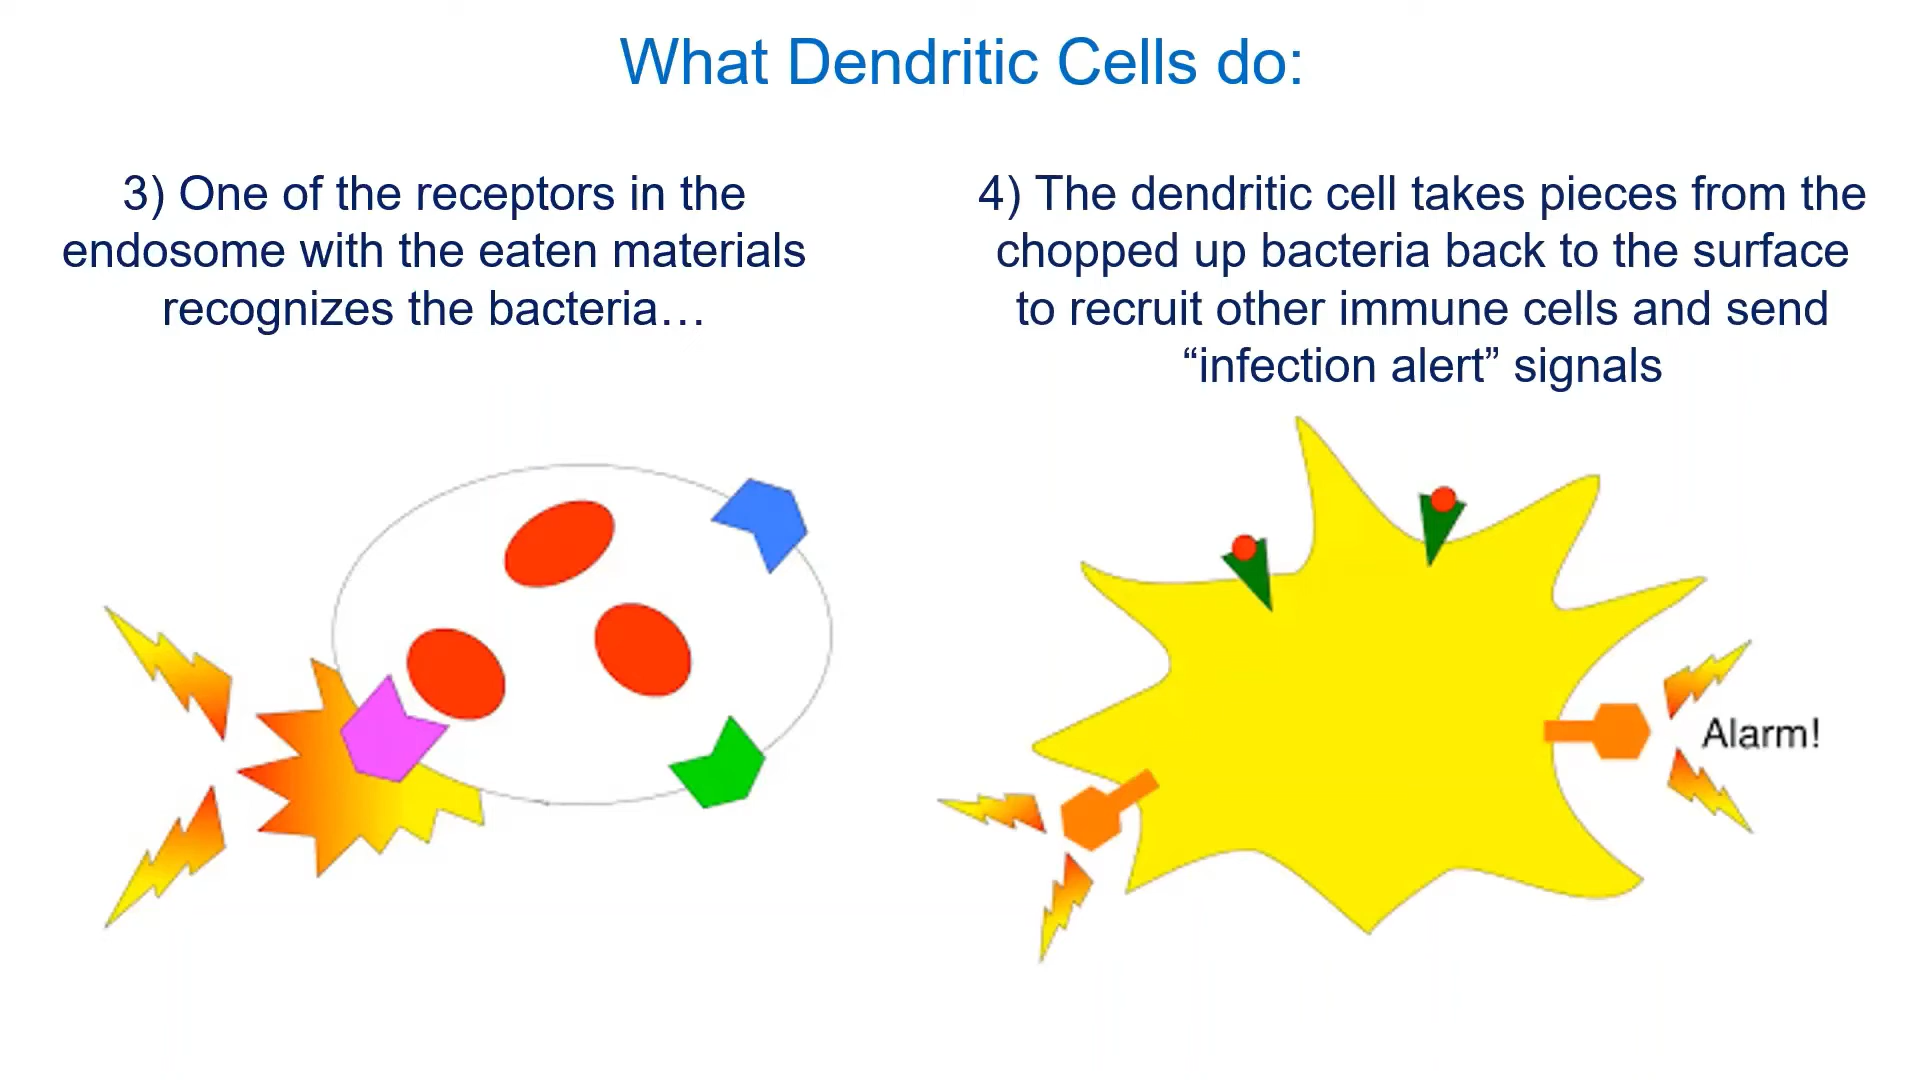 What Dendritic Cells do:
3) One of the receptors in the
endosome with the eaten materials
recognizes the bacteria…
4) The dendritic cell takes pieces from the
chopped up bacteria back to the surface
to recruit other immune cells and send
“infection alert” signals
Alarm!